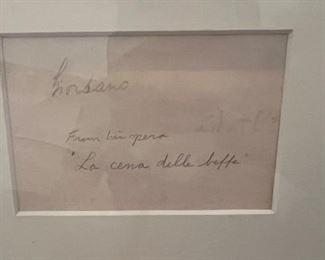 Giordano
From his opera
"La cena delle beffe"